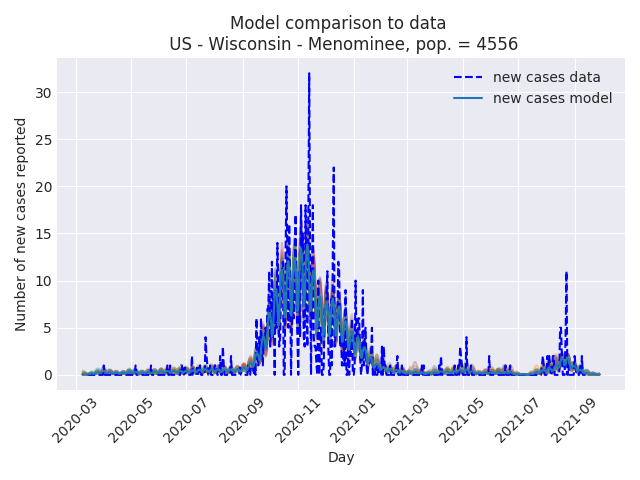 Model comparison to data
US - Wisconsin - Menominee, pop. = 4556
new cases data
new cases model
Number of new cases reported
30
25
20
15
10
5
0
2020-03
2020-05
2020-07
2020-09
2020-11
2021-01
2021-03
2021-05
2021-07
2021-09
Day